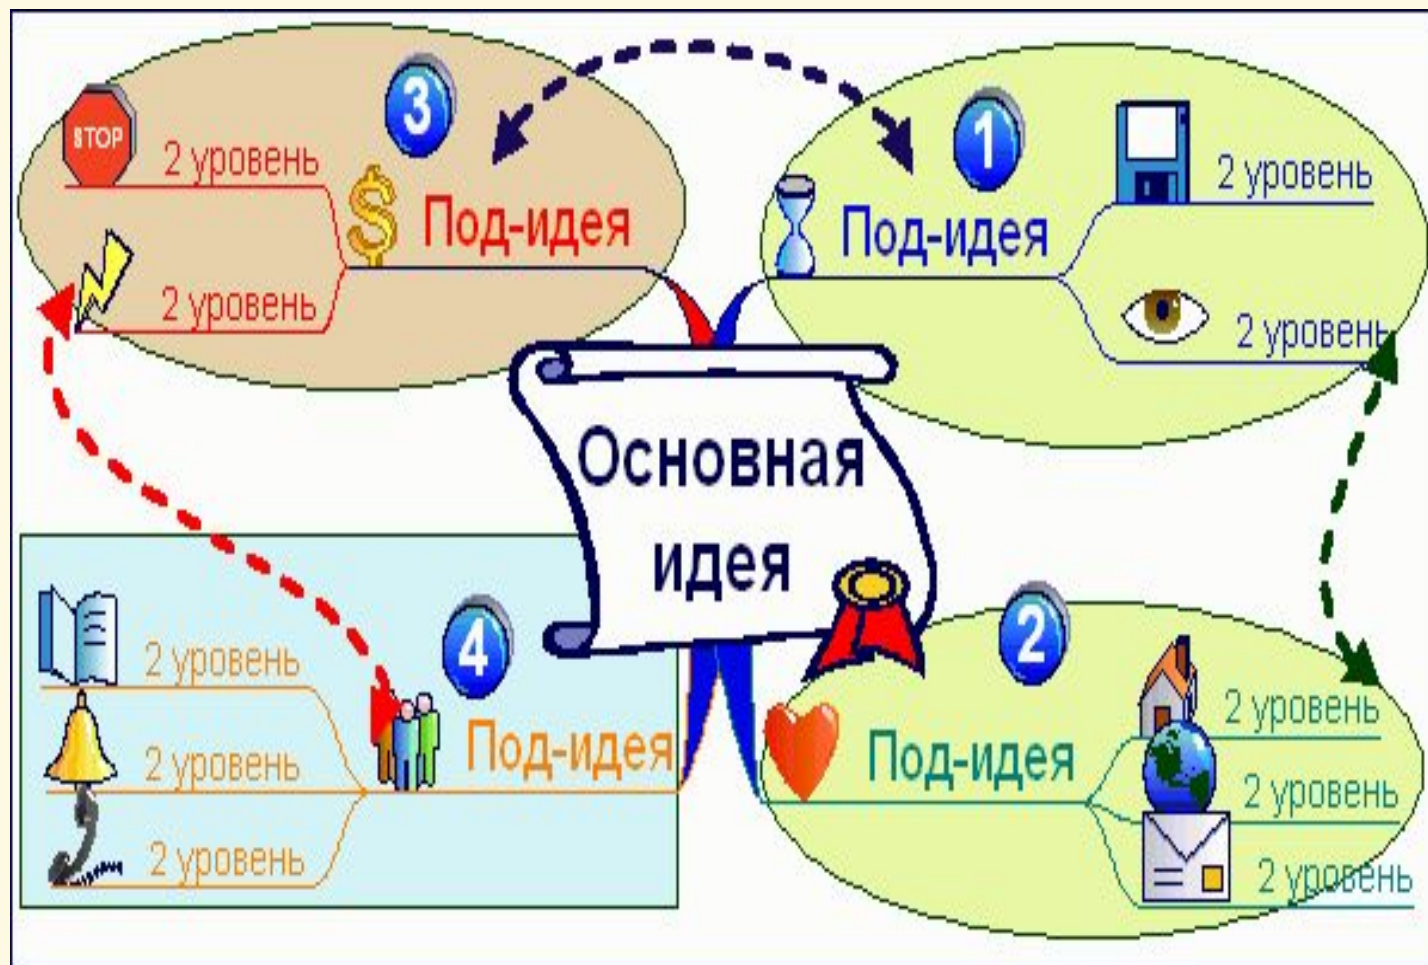 Основная
идея
1
Под-идея
2 уровень
2 уровень
2
Под-идея
2 уровень
2 уровень
2 уровень
3
Под-идея
STOP
2 уровень
2 уровень
4
Под-идея
2 уровень
2 уровень
2 уровень